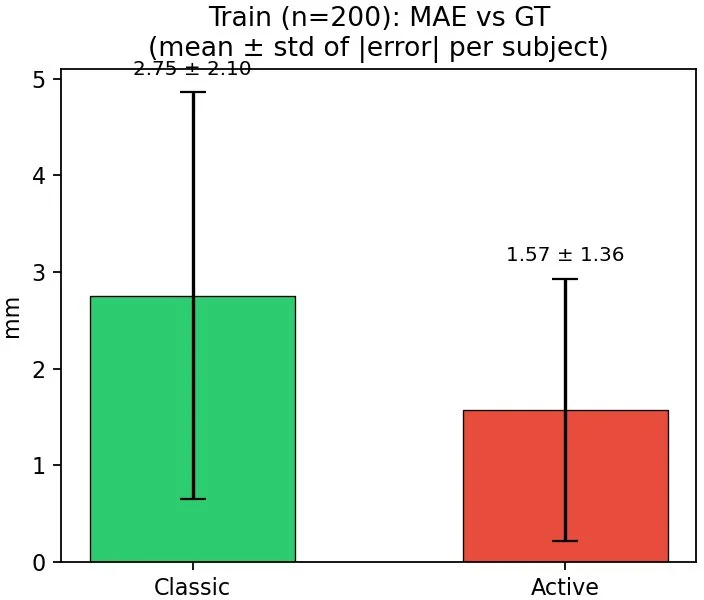 Train (n=200): MAE vs GT
(mean ± std of |error| per subject)
2.75 ± 2.10
1.57 ± 1.36
5
4
3
2
1
0
mm
Classic
Active